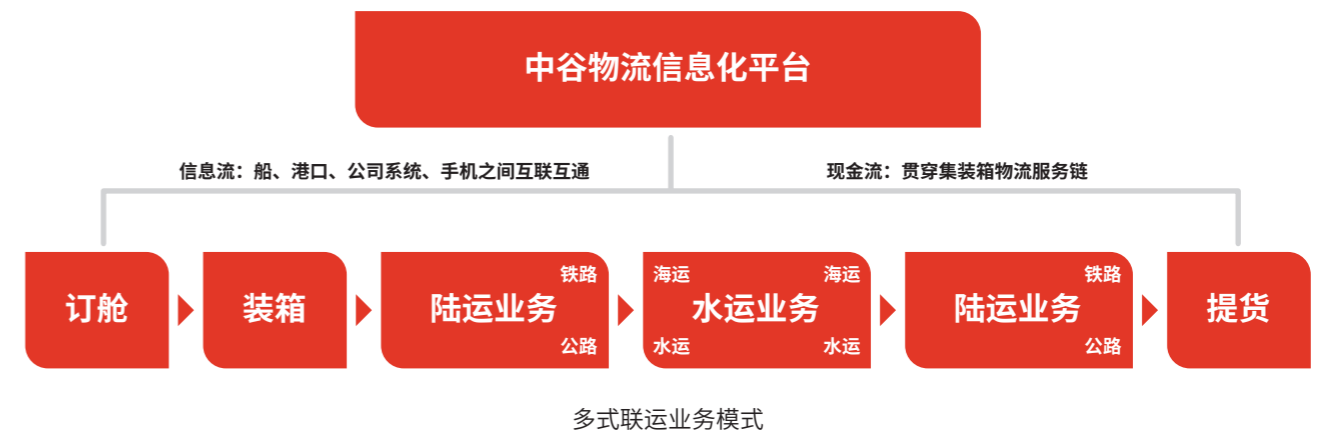 中谷物流信息化平台
信息流：船、港口、公司系统、手机之间互联互通
现金流：贯穿集装箱物流服务链
订舱
装箱
铁路
陆运业务
公路
海运
海运
水运业务
水运
水运
铁路
陆运业务
公路
提货
多式联运业务模式